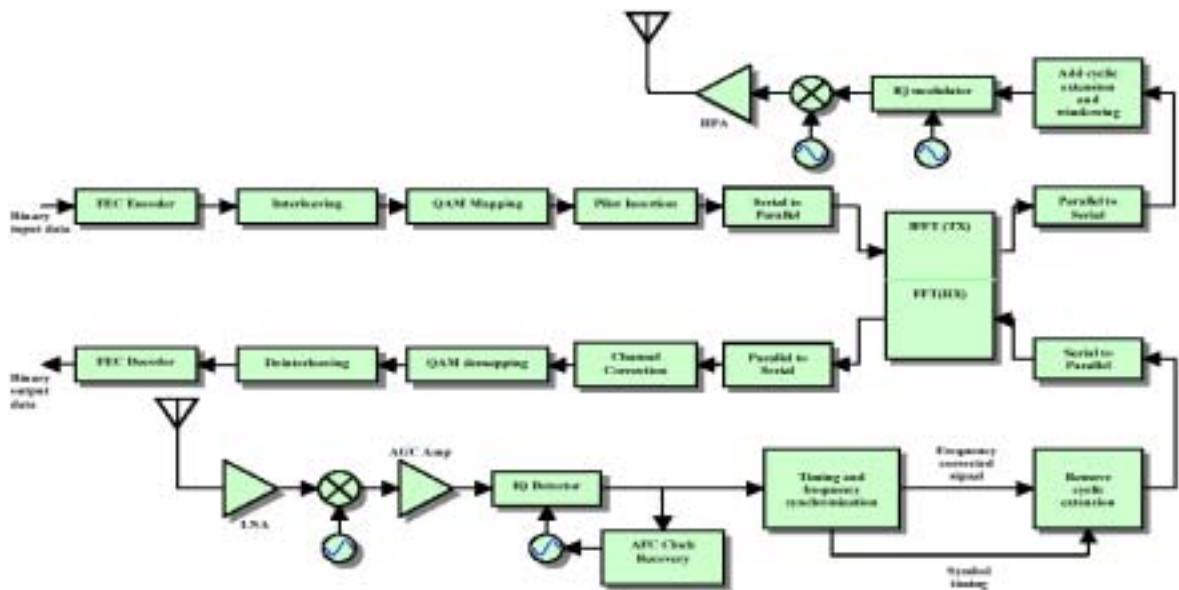 Add cyclic
extension
and
windowing
IQ modulator
HPA
FEC Encoder
Interleaving
QAM Mapping
Pilot Insertion
Serial to
Parallel
Parallel to
Serial
Binary
input data
IFFT (TX)
FFT(RX)
FEC Decoder
Deinterleaving
QAM demapping
Channel
Correction
Parallel to
Serial
Serial to
Parallel
Binary
output
data
AGC Amp
LNA
IQ Detector
AFC Clock
Recovery
Timing and
frequency
synchronization
Frequency
corrected
signal
Remove
cyclic
extension
Symbol
timing